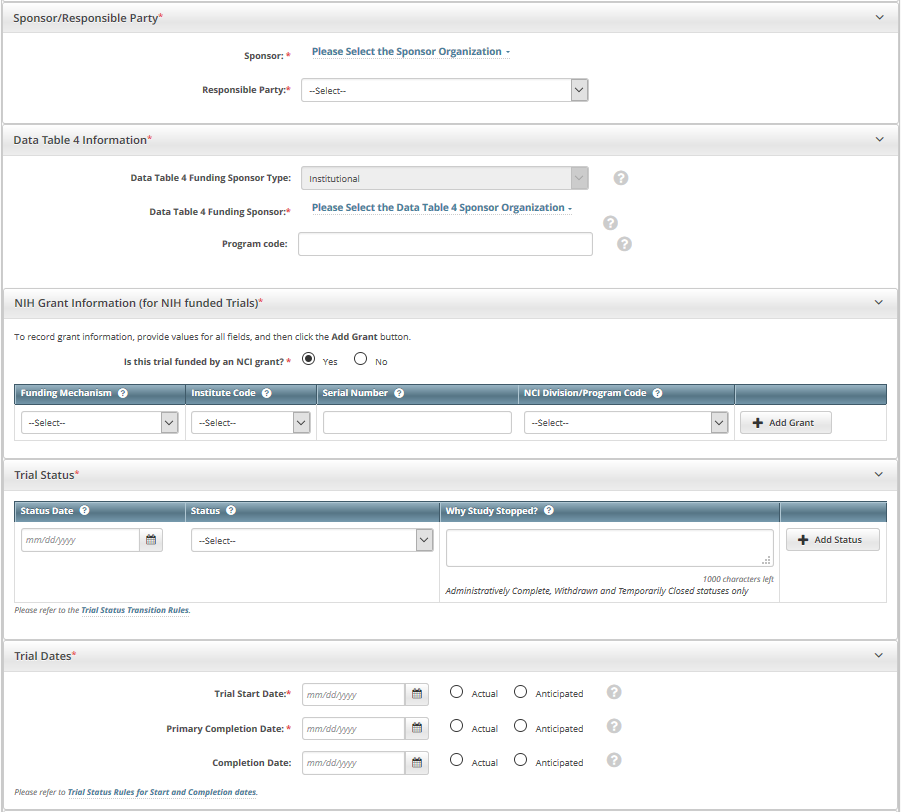 Sponsor/Responsible Party*
Sponsor: * Please Select the Sponsor Organization
Responsible Party:* --Select--
Data Table 4 Information*
Data Table 4 Funding Sponsor Type: Institutional ?
Data Table 4 Funding Sponsor:* Please Select the Data Table 4 Sponsor Organization
?
Program code: ?
NIH Grant Information (for NIH funded Trials)*
To record grant information, provide values for all fields, and then click the Add Grant button.
Is this trial funded by an NCI grant? * Yes No
Funding Mechanism ? Institute Code ? Serial Number ? NCI Division/Program Code ?
--Select-- --Select-- --Select-- + Add Grant
Trial Status*
Status Date ? Status ? Why Study Stopped? ?
mm/dd/yyyy --Select-- + Add Status
1000 characters left
Administratively Complete, Withdrawn and Temporarily Closed statuses only
Please refer to the Trial Status Transition Rules.
Trial Dates*
Trial Start Date:* mm/dd/yyyy Actual Anticipated ?
Primary Completion Date: * mm/dd/yyyy Actual Anticipated ?
Completion Date: mm/dd/yyyy Actual Anticipated ?
Please refer to Trial Status Rules for Start and Completion dates.